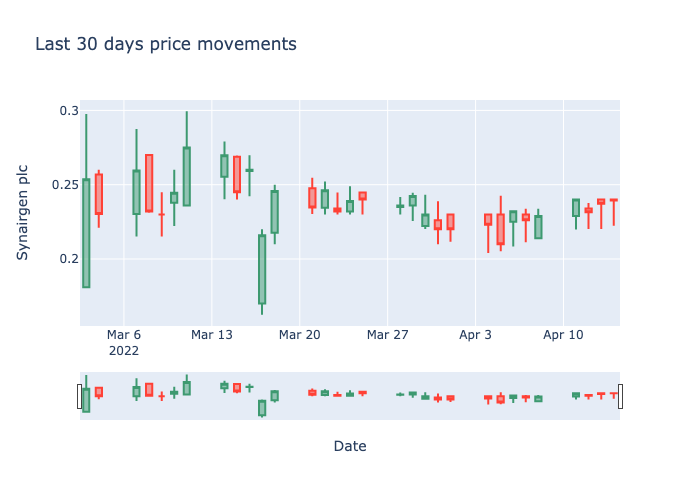 Last 30 days price movements
0.3
0.25
0.2
Synairgen plc
Mar 6
2022
Mar 13
Mar 20
Mar 27
Apr 3
Apr 10
Date